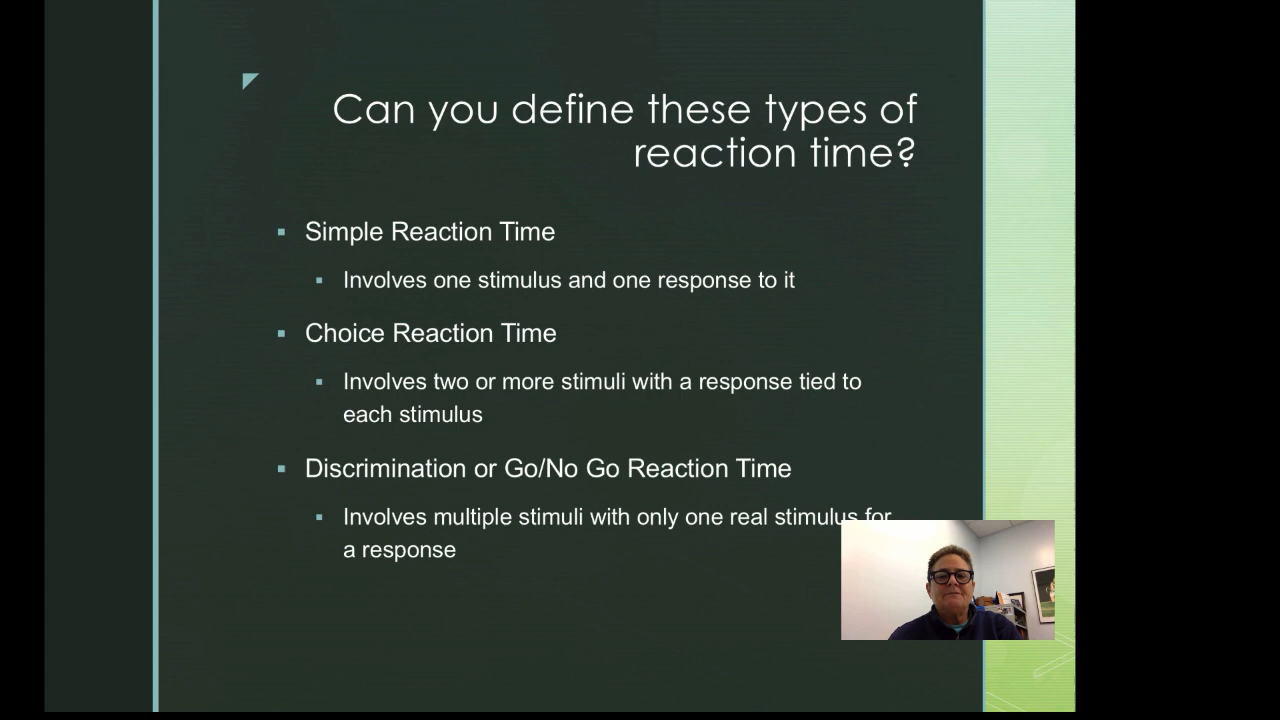 Can you define these types of
reaction time?
Simple Reaction Time
Involves one stimulus and one response to it
Choice Reaction Time
Involves two or more stimuli with a response tied to
each stimulus
Discrimination or Go/No Go Reaction Time
Involves multiple stimuli with only one real stimulus for
a response